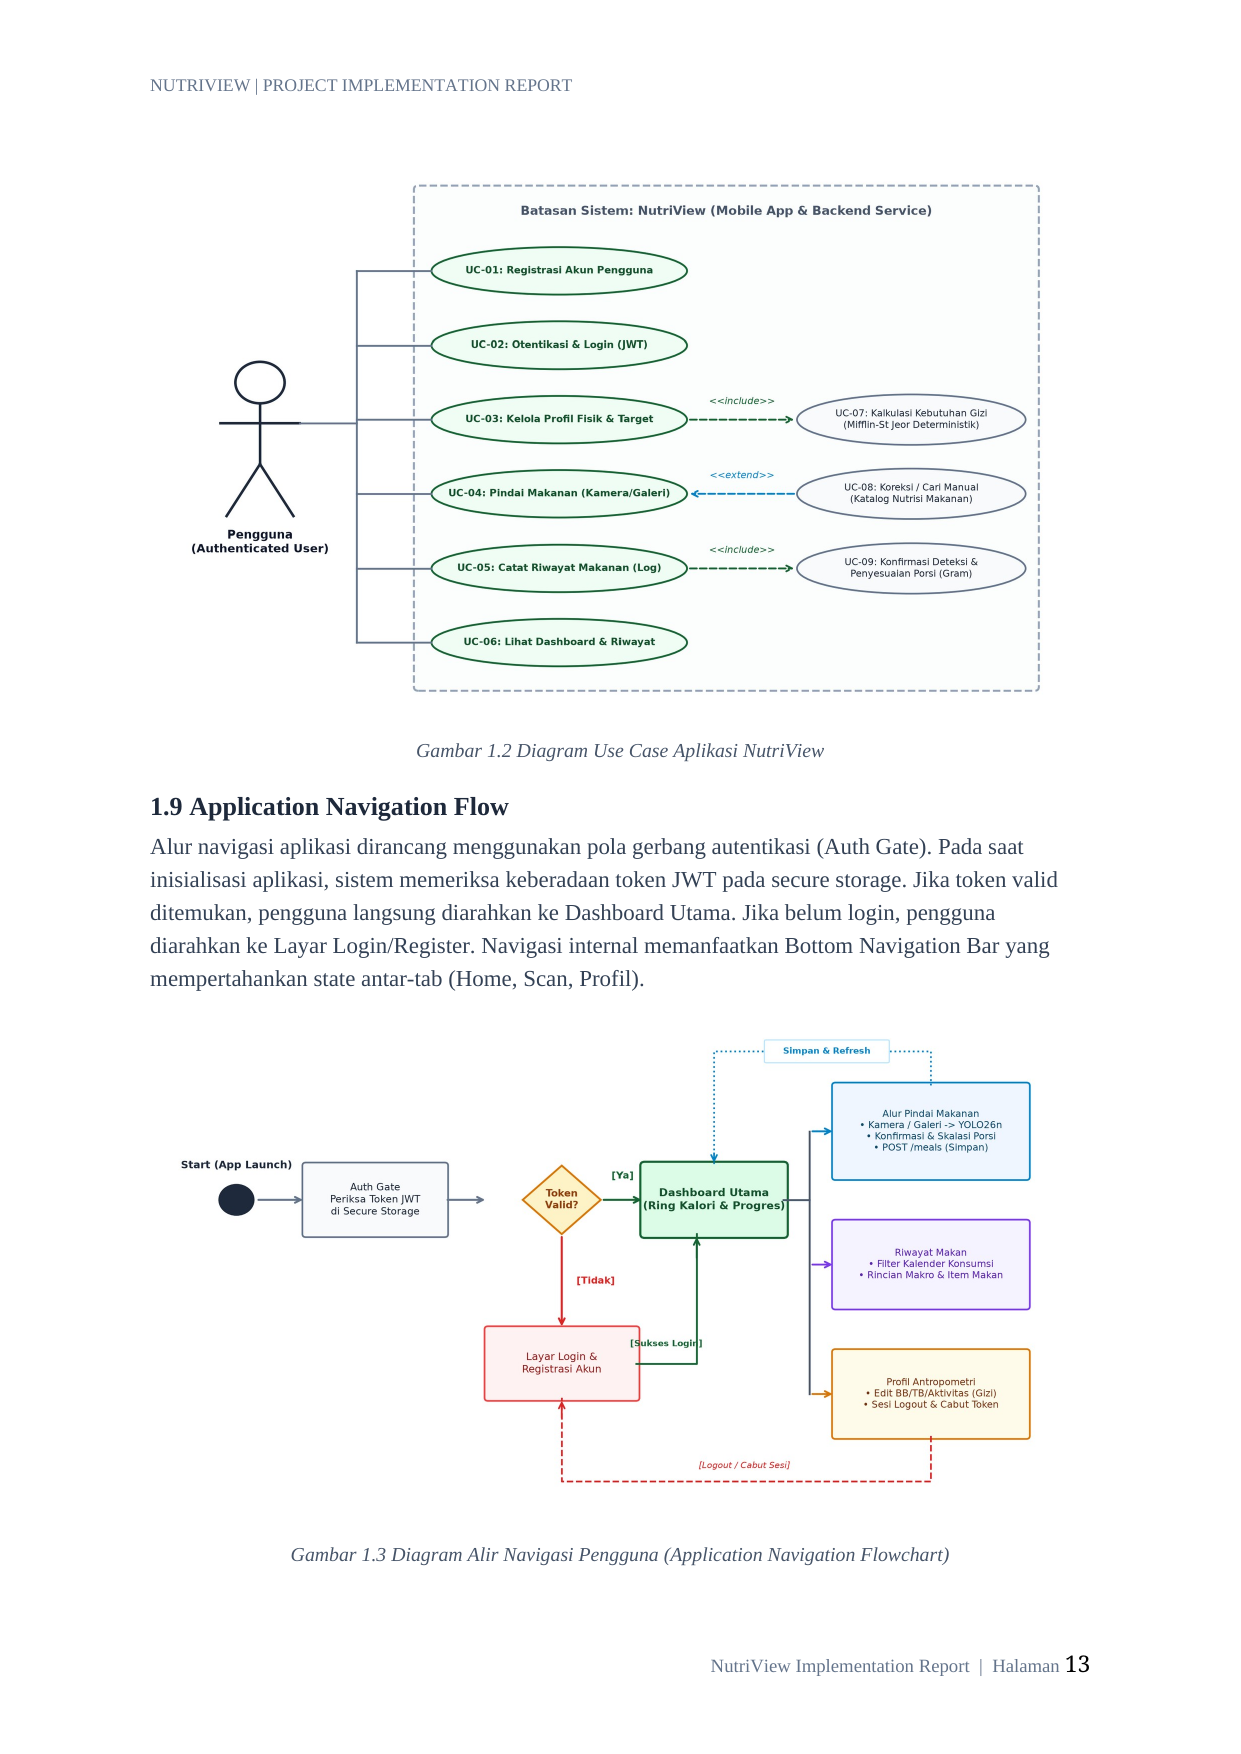 NUTRIVIEW | PROJECT IMPLEMENTATION REPORT
Batasan Sistem: NutriView (Mobile App & Backend Service)
UC-01: Registrasi Akun Pengguna
UC-02: Otentikasi & Login (JWT)
UC-03: Kelola Profil Fisik & Target
<<include>>
UC-07: Kalkulasi Kebutuhan Gizi
(Mifflin-St Jeor Deterministik)
UC-04: Pindai Makanan (Kamera/Galeri)
<<extend>>
UC-08: Koreksi / Cari Manual
(Katalog Nutrisi Makanan)
Pengguna
(Authenticated User)
UC-05: Catat Riwayat Makanan (Log)
<<include>>
UC-09: Konfirmasi Deteksi &
Penyesuaian Porsi (Gram)
UC-06: Lihat Dashboard & Riwayat
Gambar 1.2 Diagram Use Case Aplikasi NutriView
1.9 Application Navigation Flow
Alur navigasi aplikasi dirancang menggunakan pola gerbang autentikasi (Auth Gate). Pada saat
inisialisasi aplikasi, sistem memeriksa keberadaan token JWT pada secure storage. Jika token valid
ditemukan, pengguna langsung diarahkan ke Dashboard Utama. Jika belum login, pengguna
diarahkan ke Layar Login/Register. Navigasi internal memanfaatkan Bottom Navigation Bar yang
mempertahankan state antar-tab (Home, Scan, Profil).
Simpan & Refresh
Alur Pindai Makanan
• Kamera / Galeri -> YOLO26n
• Konfirmasi & Skalasi Porsi
• POST /meals (Simpan)
Start (App Launch)
Auth Gate
Periksa Token JWT
di Secure Storage
Token
Valid?
[Ya]
Dashboard Utama
(Ring Kalori & Progres)
Riwayat Makan
• Filter Kalender Konsumsi
• Rincian Makro & Item Makan
[Tidak]
[Sukses Login]
Layar Login &
Registrasi Akun
Profil Antropometri
• Edit BB/TB/Aktivitas (Gizi)
• Sesi Logout & Cabut Token
[Logout / Cabut Sesi]
Gambar 1.3 Diagram Alir Navigasi Pengguna (Application Navigation Flowchart)
NutriView Implementation Report | Halaman 13